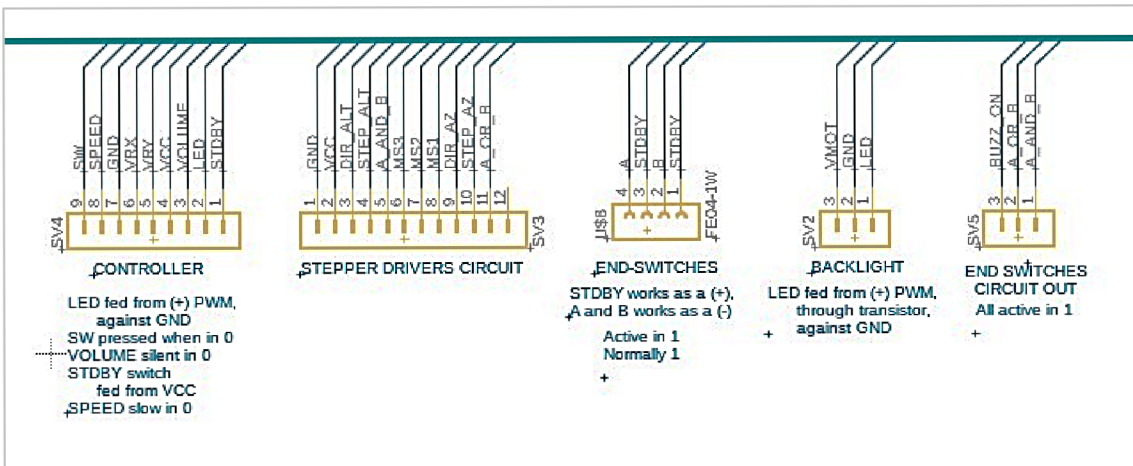 SW
SPEED
GND
VRX
VRY
VCC
VOLUME
LED
STDBY
9
8
7
6
5
4
3
2
1
SV4
CONTROLLER
LED fed from (+) PWM,
against GND
SW pressed when in 0
VOLUME silent in 0
STDBY switch
fed from VCC
SPEED slow in 0
GND
VCC
DIR_ALT
STEP_ALT
A_AND_B
MS3
MS2
MS1
DIR_AZ
STEP_AZ
A_OR_B
1
2
3
4
5
6
7
8
9
10
11
12
SV3
STEPPER DRIVERS CIRCUIT
A
STDBY
B
STDBY
4
3
2
1
FE04-1W
END-SWITCHES
STDBY works as a (+),
A and B works as a (-)
Active in 1
Normally 1
VMOT
GND
LED
3
2
1
SV2
BACKLIGHT
LED fed from (+) PWM,
through transistor,
against GND
BUZZ_ON
A_OR_B
A_AND_B
3
2
1
SV5
END SWITCHES
CIRCUIT OUT
All active in 1